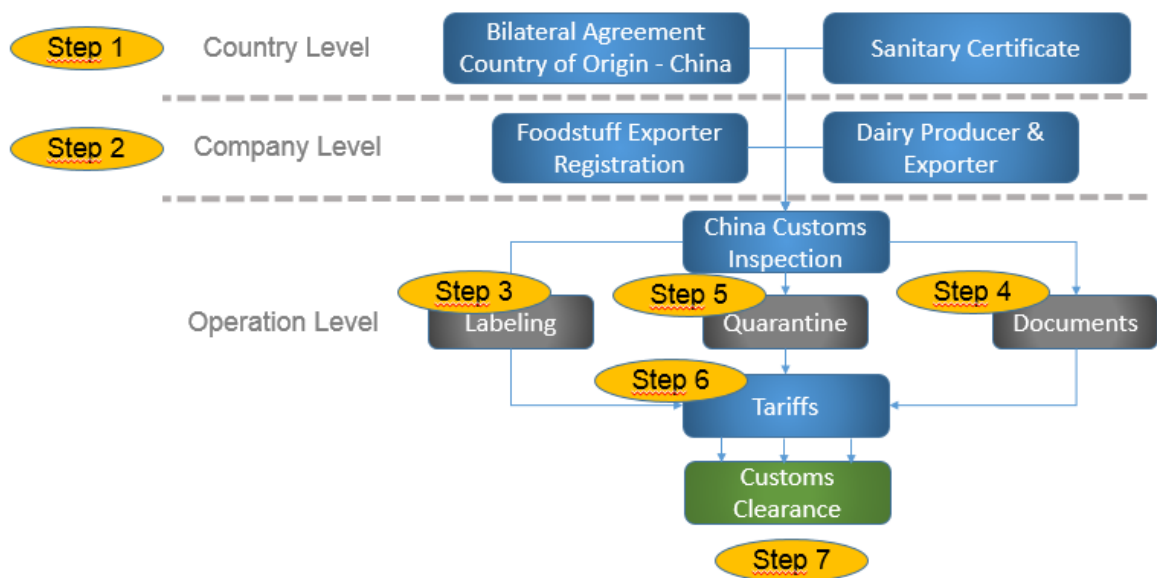 Step 1
Country Level
Bilateral Agreement
Country of Origin - China
Sanitary Certificate
Step 2
Company Level
Foodstuff Exporter
Registration
Dairy Producer &
Exporter
China Customs
Inspection
Step 3
Step 5
Step 4
Operation Level
Labeling
Quarantine
Documents
Step 6
Tariffs
Customs
Clearance
Step 7